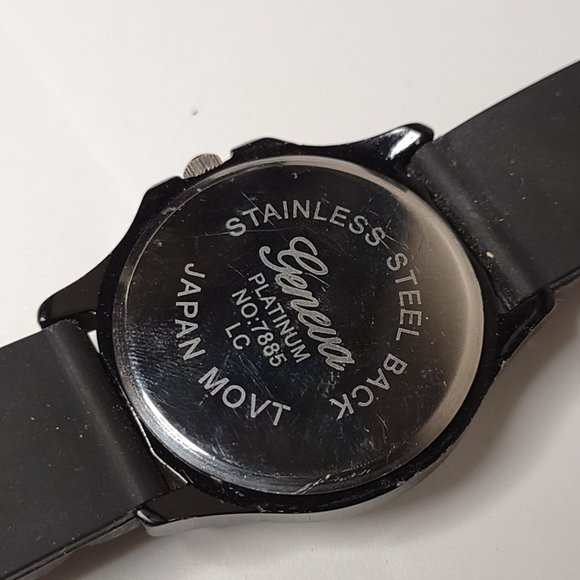 STAINLESS STEEL BACK
Geneva
PLATINUM
NO:7885
LC
JAPAN MOVT